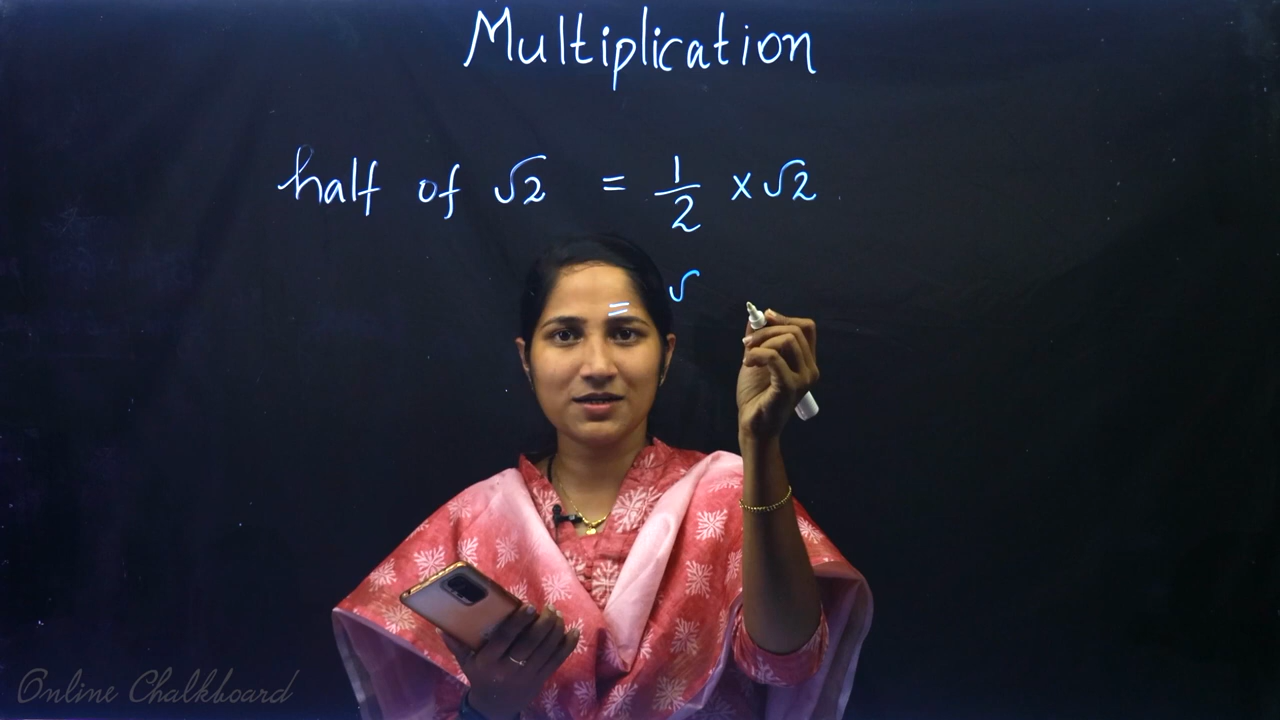 Multiplication
half of √2 = 1/2 × √2
= √
Online Chalkboard